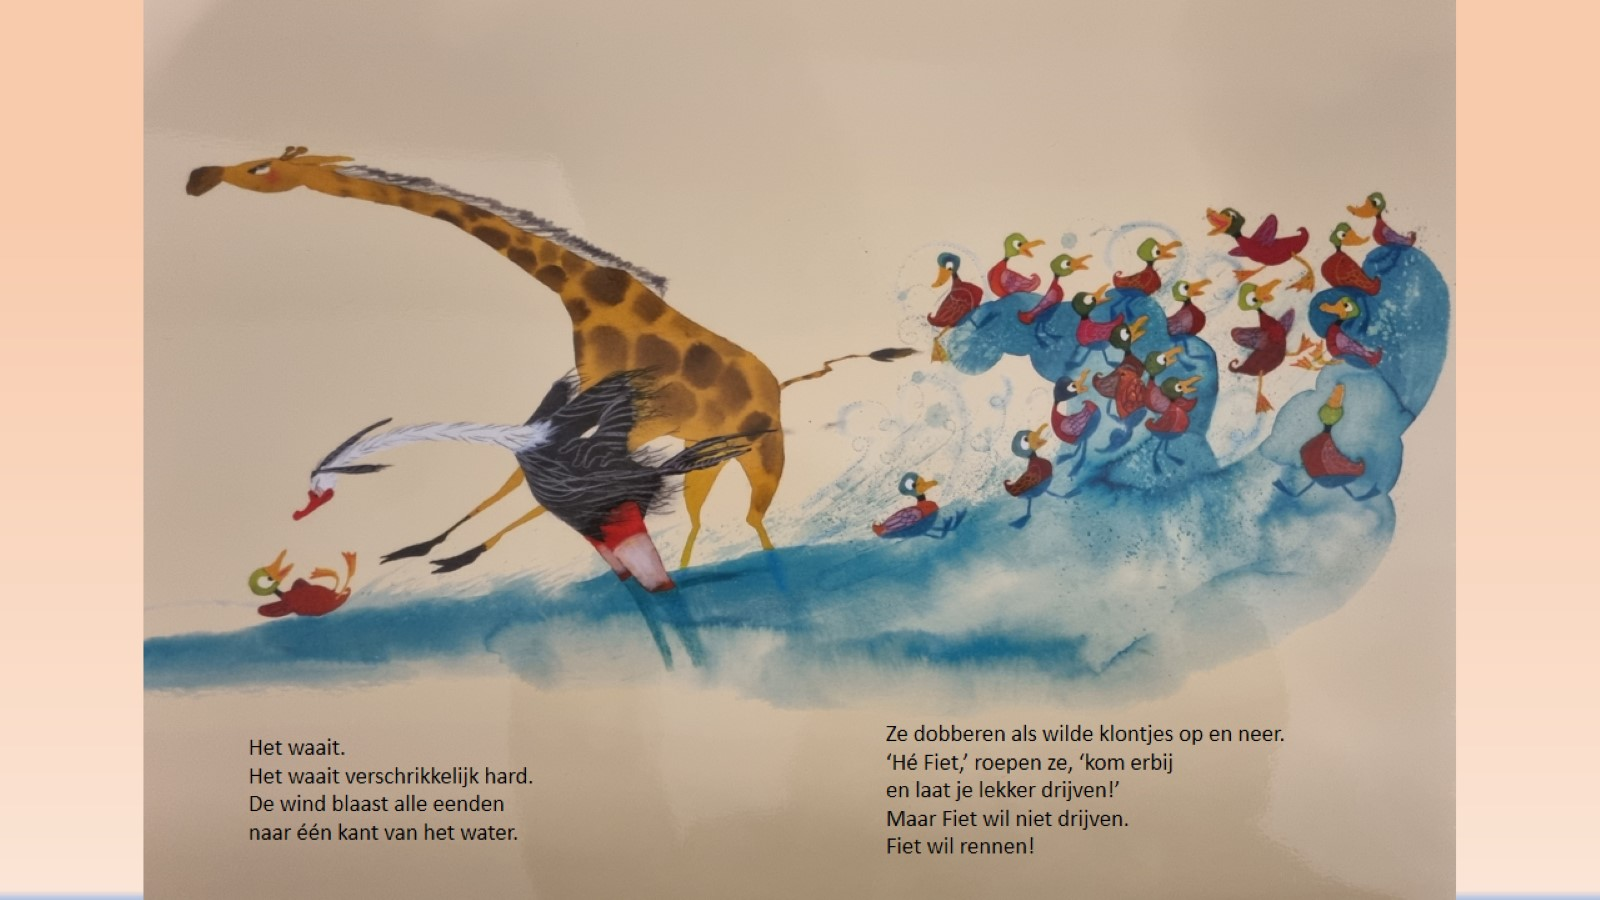 Het waait.
Het waait verschrikkelijk hard.
De wind blaast alle eenden
naar één kant van het water.
Ze dobberen als wilde klontjes op en neer.
‘Hé Fiet,’ roepen ze, ‘kom erbij
en laat je lekker drijven!’
Maar Fiet wil niet drijven.
Fiet wil rennen!